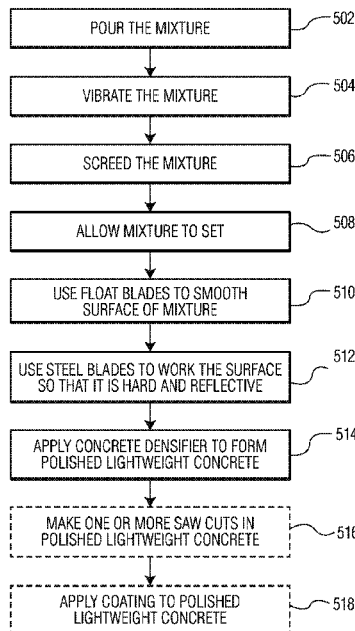 POUR THE MIXTURE
502
VIBRATE THE MIXTURE
504
SCREED THE MIXTURE
506
ALLOW MIXTURE TO SET
508
USE FLOAT BLADES TO SMOOTH
SURFACE OF MIXTURE
510
USE STEEL BLADES TO WORK THE SURFACE
SO THAT IT IS HARD AND REFLECTIVE
512
APPLY CONCRETE DENSIFIER TO FORM
POLISHED LIGHTWEIGHT CONCRETE
514
MAKE ONE OR MORE SAW CUTS IN
POLISHED LIGHTWEIGHT CONCRETE
516
APPLY COATING TO POLISHED
LIGHTWEIGHT CONCRETE
518